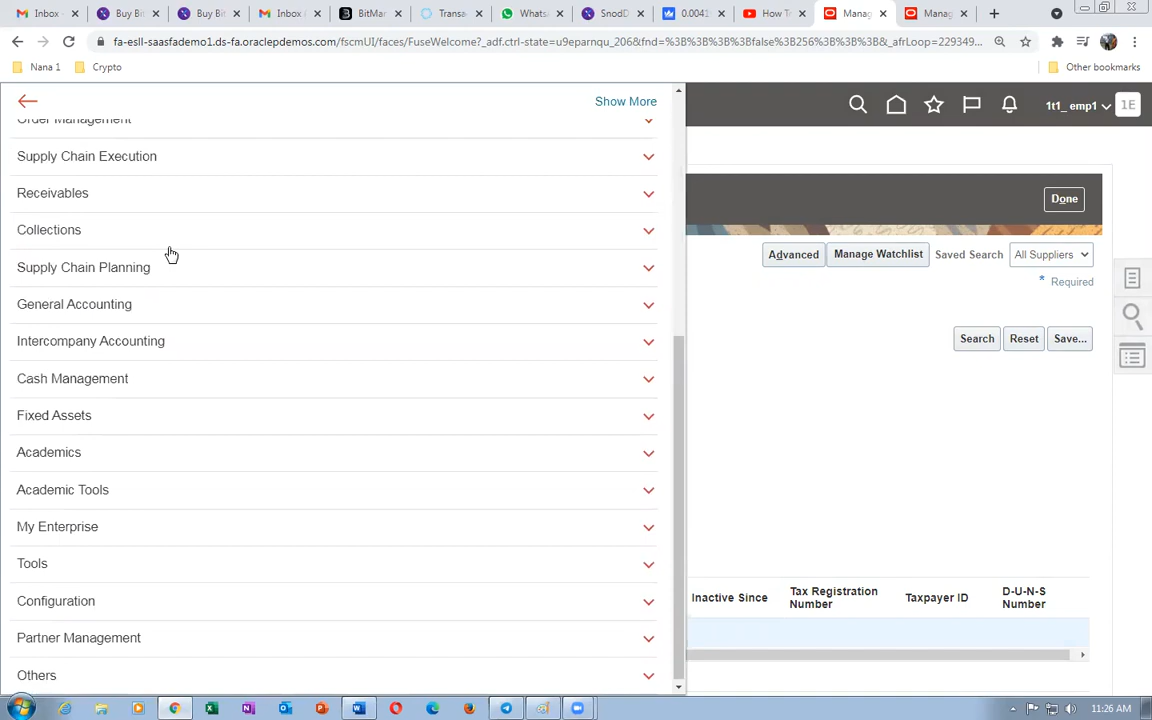 Inbox
Buy Bit
Buy Bit
Inbox
BitMar
Transac
Whats
SnodD
0.0041
How T
Manag
Manag
fa-esll-saasfademo1.ds-fa.oraclepdemos.com/fscmUI/faces/FuseWelcome?_adf.ctrl-state=u9eparnqu_206&fnd=%3B%3B%3B%3Bfalse%3B256%3B%3B%3B&_afrLoop=229349...
Nana 1
Crypto
Other bookmarks
Show More
1t1_emp1
1E
Order Management
Supply Chain Execution
Receivables
Collections
Supply Chain Planning
General Accounting
Intercompany Accounting
Cash Management
Fixed Assets
Academics
Academic Tools
My Enterprise
Tools
Configuration
Partner Management
Others
Done
Advanced
Manage Watchlist
Saved Search
All Suppliers
* Required
Search
Reset
Save...
Inactive Since
Tax Registration
Number
Taxpayer ID
D-U-N-S
Number
11:26 AM